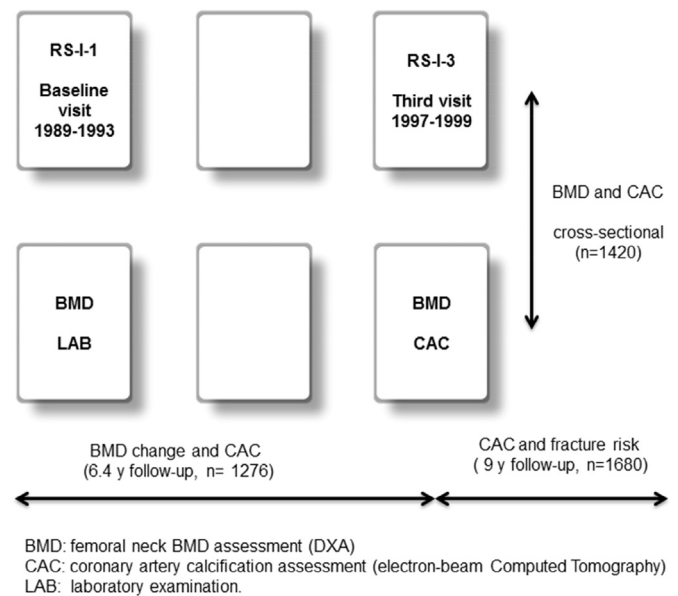 RS-I-1
Baseline
visit
1989-1993
RS-I-3
Third visit
1997-1999
BMD and CAC
cross-sectional
(n=1420)
BMD
LAB
BMD
CAC
BMD change and CAC
(6.4 y follow-up, n= 1276)
CAC and fracture risk
( 9 y follow-up, n=1680)
BMD: femoral neck BMD assessment (DXA)
CAC: coronary artery calcification assessment (electron-beam Computed Tomography)
LAB: laboratory examination.